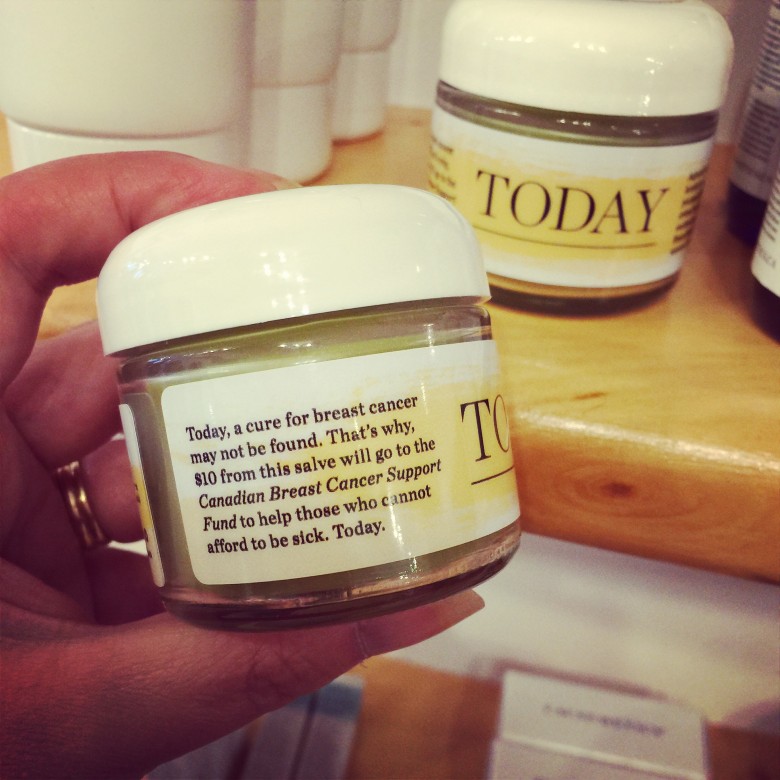 TODAY
Today, a cure for breast cancer
may not be found. That's why,
$10 from this salve will go to the
Canadian Breast Cancer Support
Fund to help those who cannot
afford to be sick. Today.